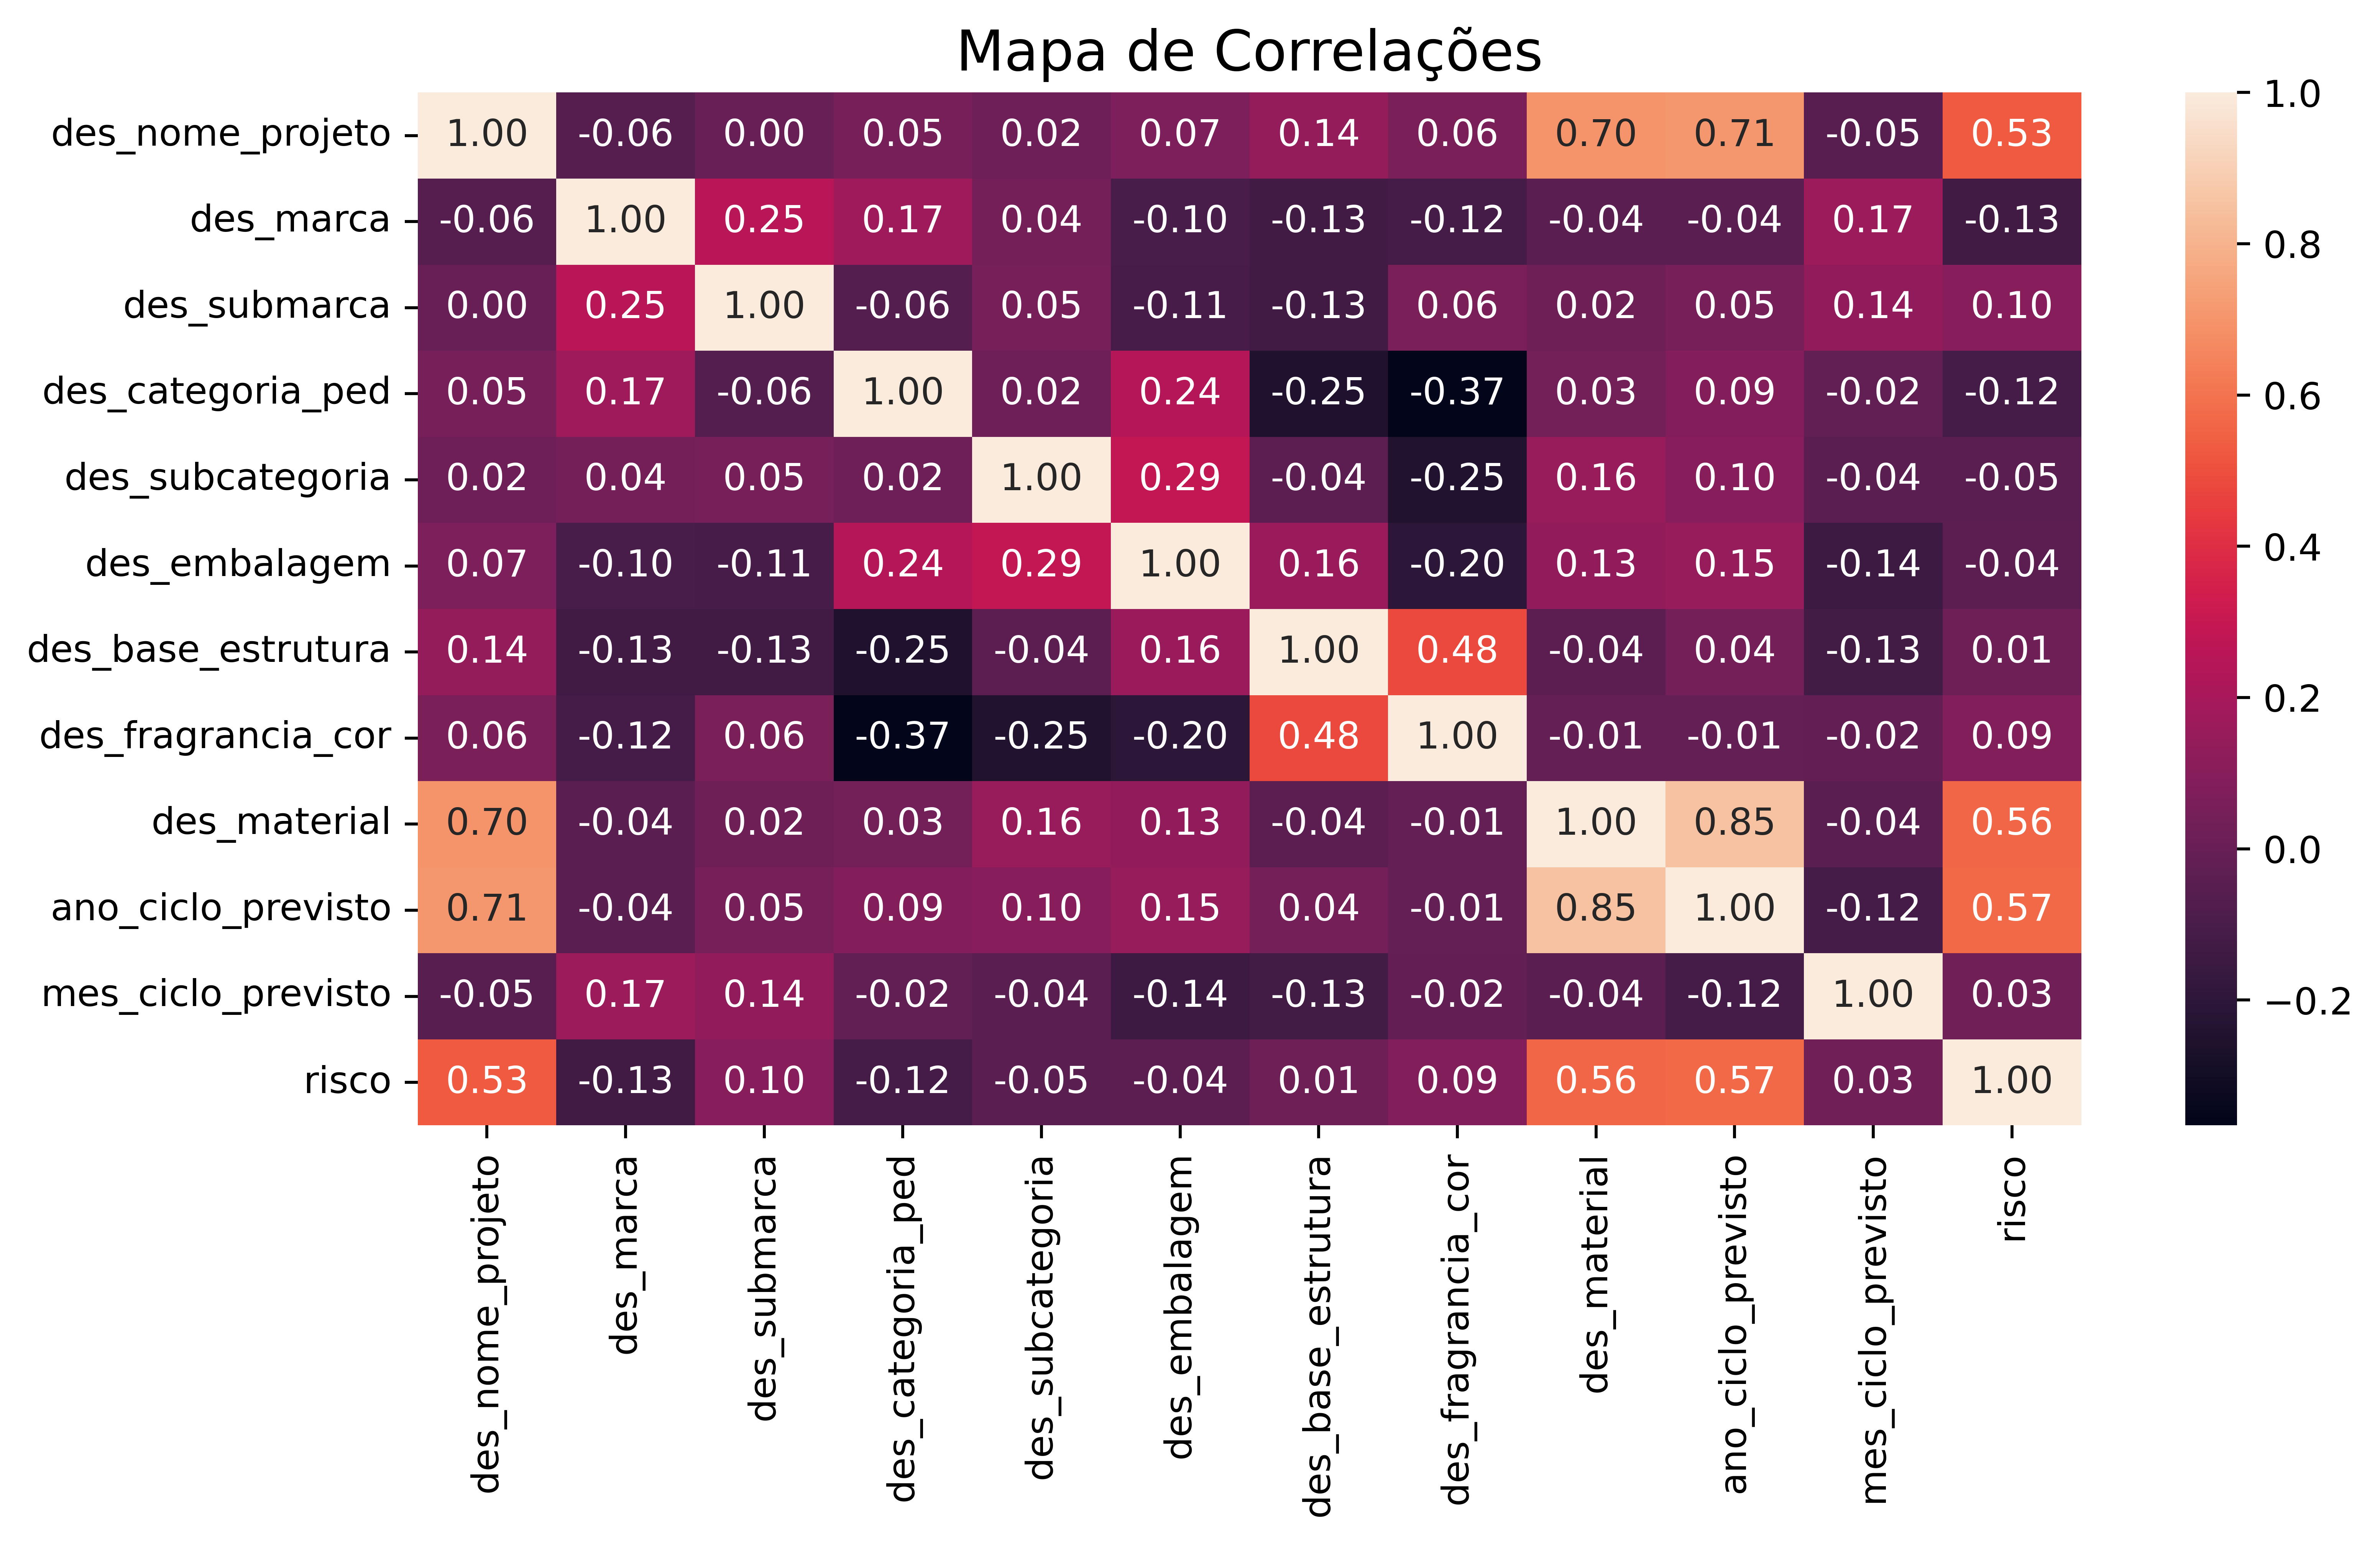 Mapa de Correlações
des_nome_projeto 1.00 -0.06 0.00 0.05 0.02 0.07 0.14 0.06 0.70 0.71 -0.05 0.53
des_marca -0.06 1.00 0.25 0.17 0.04 -0.10 -0.13 -0.12 -0.04 -0.04 0.17 -0.13
des_submarca 0.00 0.25 1.00 -0.06 0.05 -0.11 -0.13 0.06 0.02 0.05 0.14 0.10
des_categoria_ped 0.05 0.17 -0.06 1.00 0.02 0.24 -0.25 -0.37 0.03 0.09 -0.02 -0.12
des_subcategoria 0.02 0.04 0.05 0.02 1.00 0.29 -0.04 -0.25 0.16 0.10 -0.04 -0.05
des_embalagem 0.07 -0.10 -0.11 0.24 0.29 1.00 0.16 -0.20 0.13 0.15 -0.14 -0.04
des_base_estrutura 0.14 -0.13 -0.13 -0.25 -0.04 0.16 1.00 0.48 -0.04 0.04 -0.13 0.01
des_fragrancia_cor 0.06 -0.12 0.06 -0.37 -0.25 -0.20 0.48 1.00 -0.01 -0.01 -0.02 0.09
des_material 0.70 -0.04 0.02 0.03 0.16 0.13 -0.04 -0.01 1.00 0.85 -0.04 0.56
ano_ciclo_previsto 0.71 -0.04 0.05 0.09 0.10 0.15 0.04 -0.01 0.85 1.00 -0.12 0.57
mes_ciclo_previsto -0.05 0.17 0.14 -0.02 -0.04 -0.14 -0.13 -0.02 -0.04 -0.12 1.00 0.03
risco 0.53 -0.13 0.10 -0.12 -0.05 -0.04 0.01 0.09 0.56 0.57 0.03 1.00
des_nome_projeto
des_marca
des_submarca
des_categoria_ped
des_subcategoria
des_embalagem
des_base_estrutura
des_fragrancia_cor
des_material
ano_ciclo_previsto
mes_ciclo_previsto
risco
1.0
0.8
0.6
0.4
0.2
0.0
−0.2